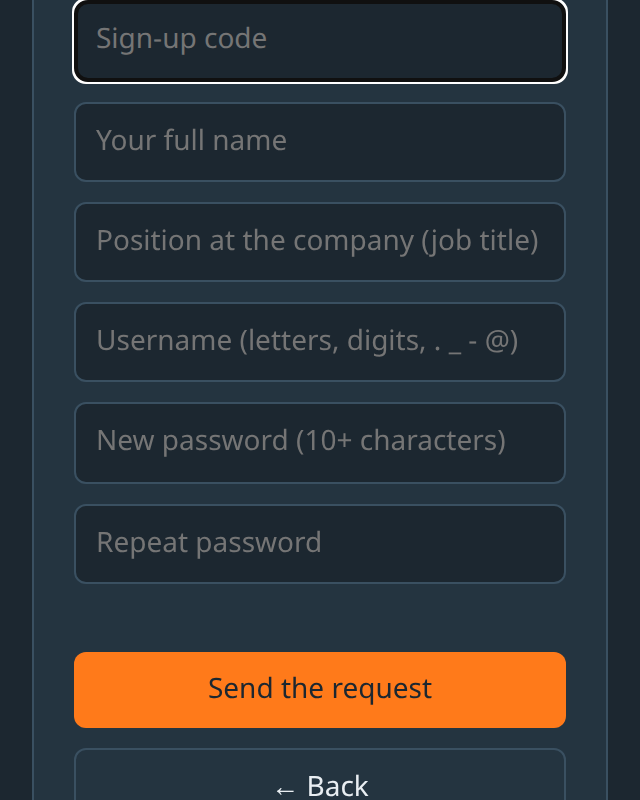 Sign-up code
Your full name
Position at the company (job title)
Username (letters, digits, . _ - @)
New password (10+ characters)
Repeat password
Send the request
← Back